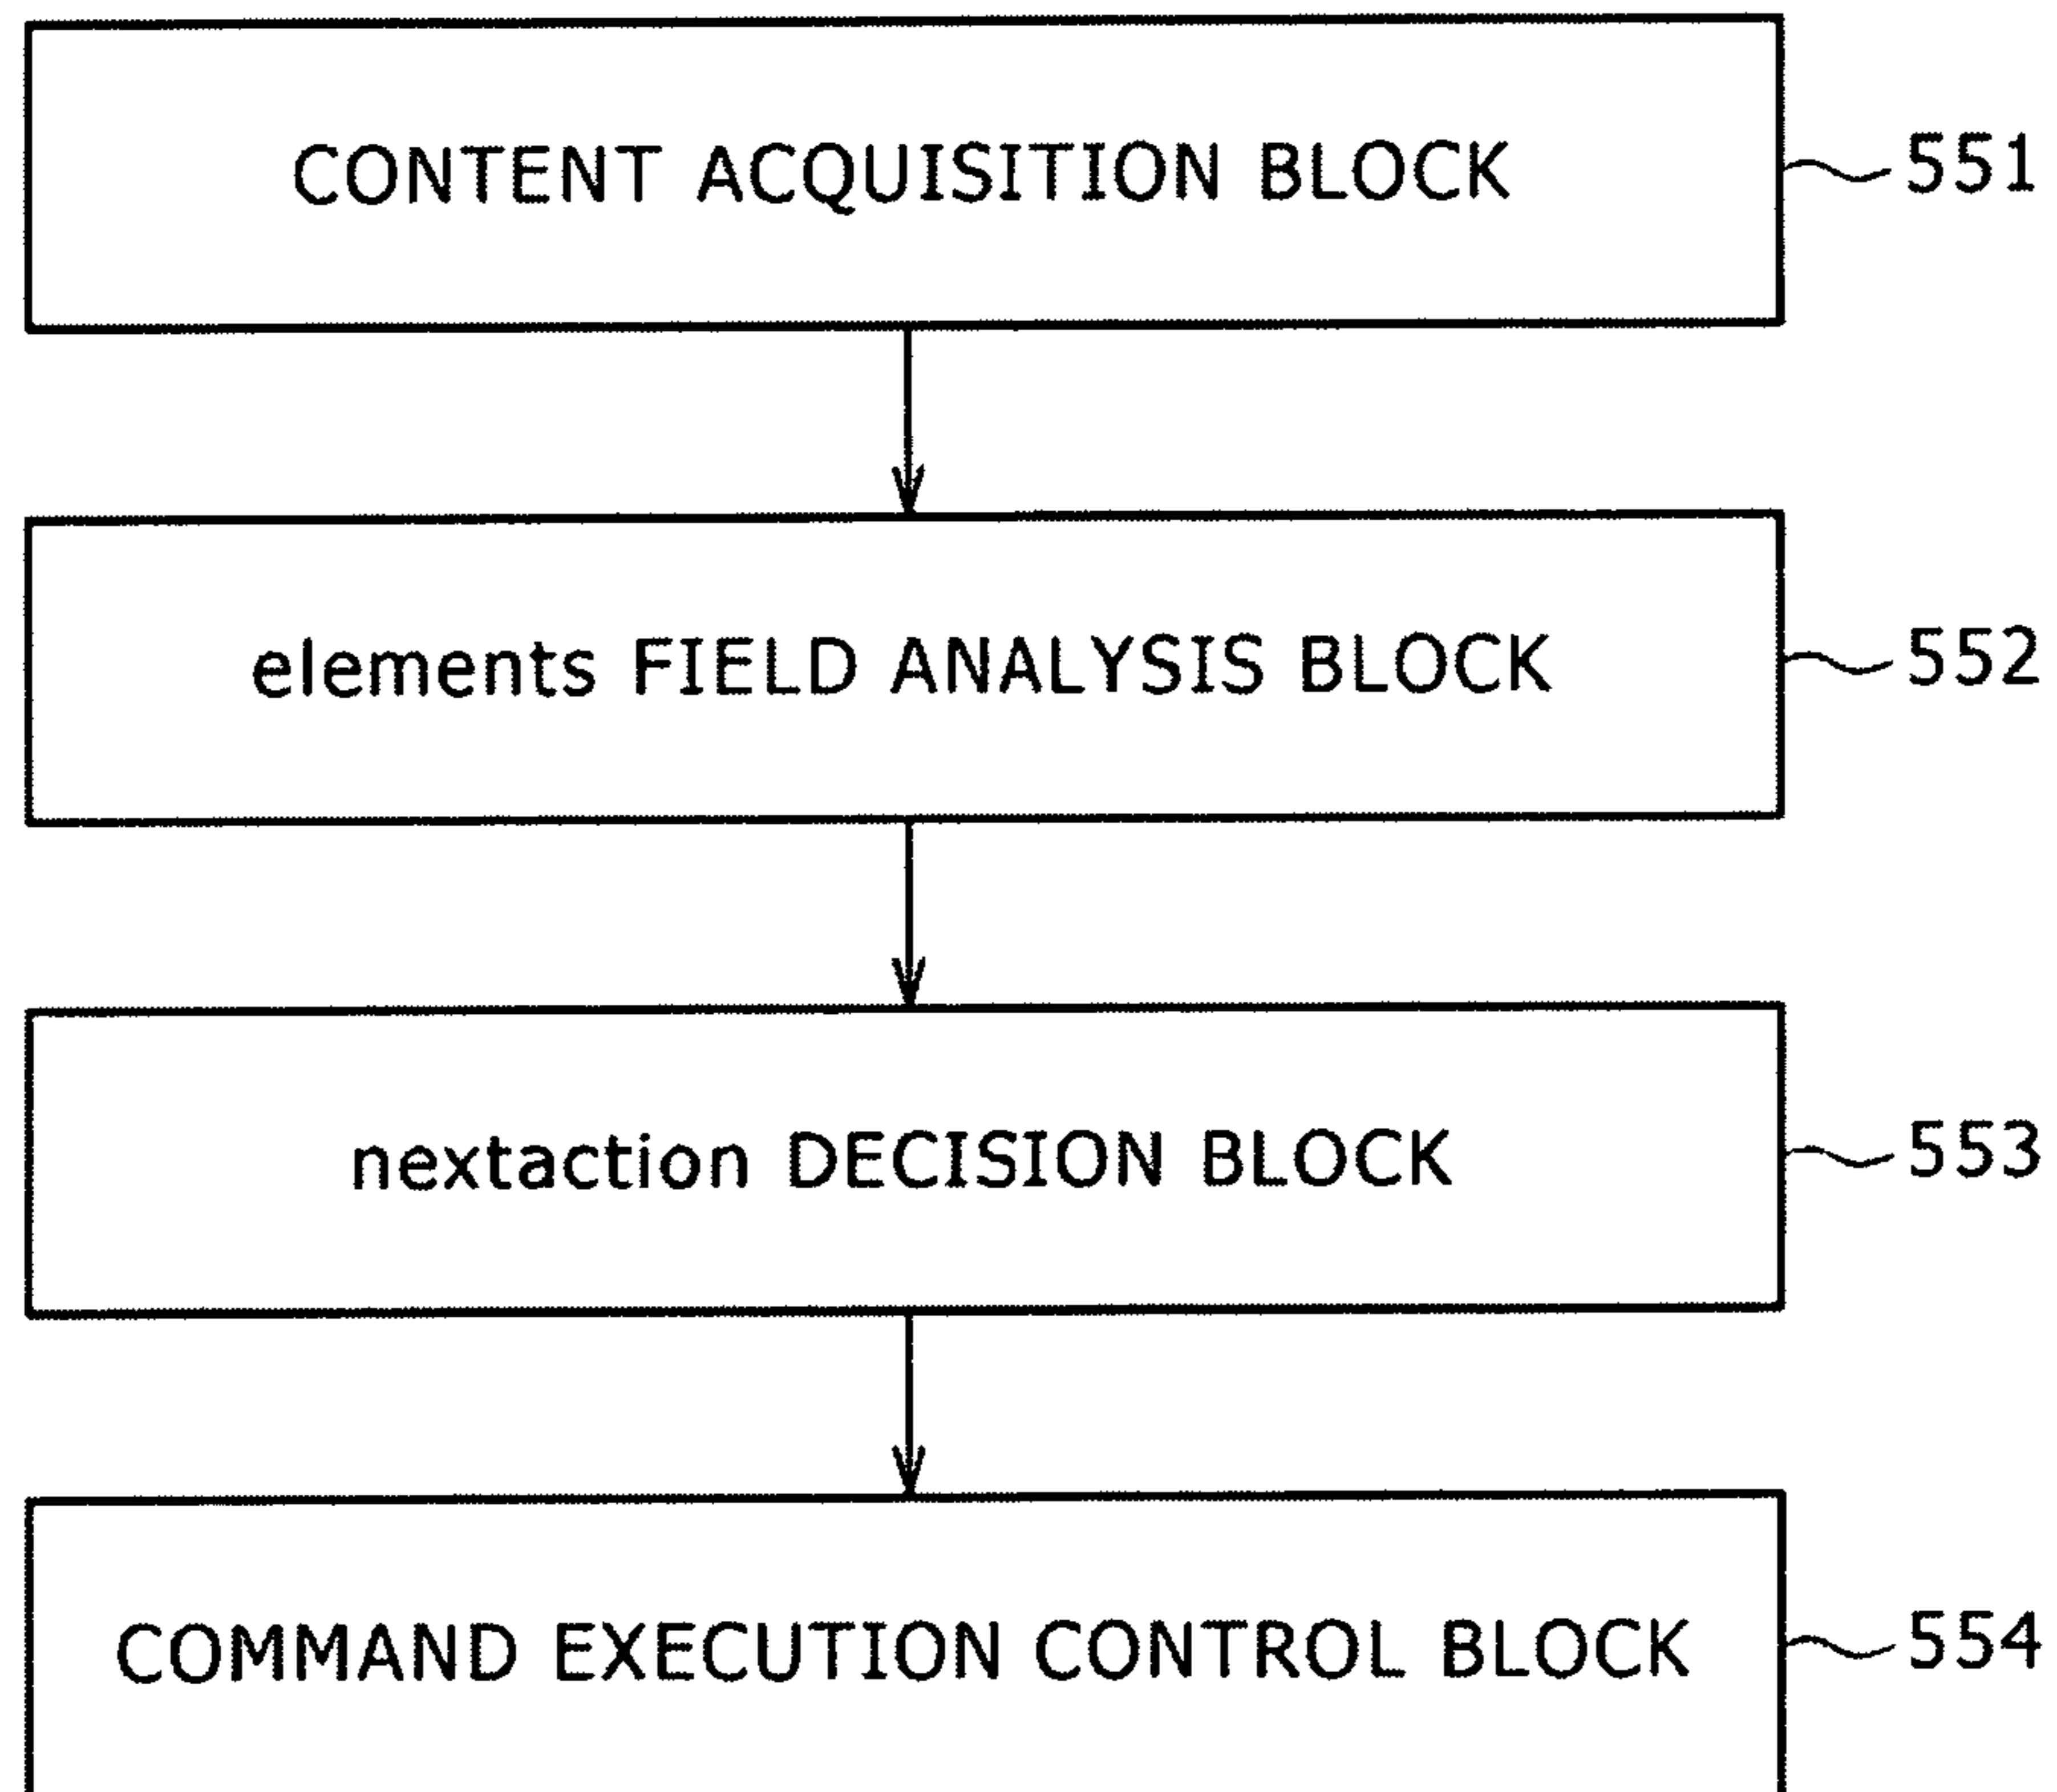 CONTENT ACQUISITION BLOCK 551
elements FIELD ANALYSIS BLOCK 552
nextaction DECISION BLOCK 553
COMMAND EXECUTION CONTROL BLOCK 554